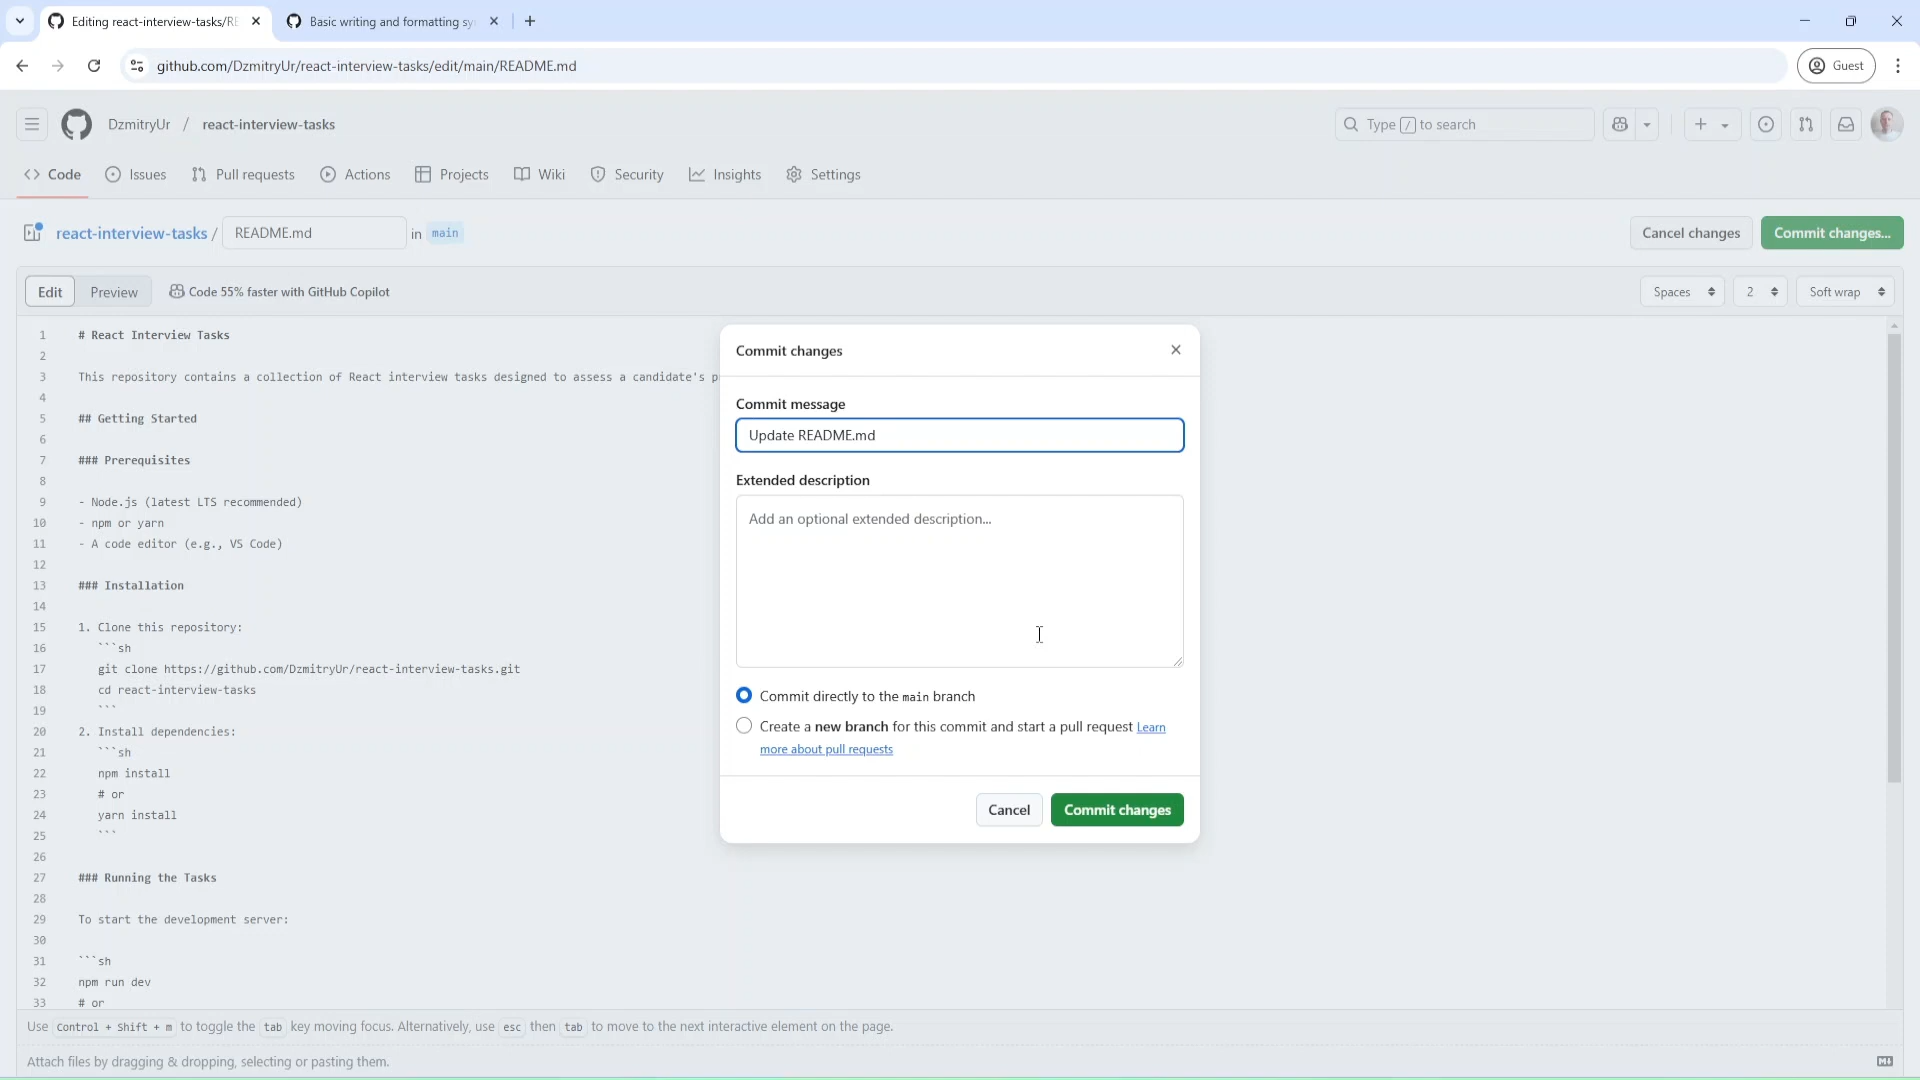 Editing react-interview-tasks/RE
Basic writing and formatting sy
github.com/DzmitryUr/react-interview-tasks/edit/main/README.md
Guest
DzmitryUr / react-interview-tasks
Type / to search
Code
Issues
Pull requests
Actions
Projects
Wiki
Security
Insights
Settings
react-interview-tasks / README.md in main
Cancel changes
Commit changes...
Edit
Preview
Code 55% faster with GitHub Copilot
Spaces
2
Soft wrap
1 # React Interview Tasks
2
3 This repository contains a collection of React interview tasks designed to assess a candidate's p
4
5 ## Getting Started
6
7 ### Prerequisites
8
9 - Node.js (latest LTS recommended)
10 - npm or yarn
11 - A code editor (e.g., VS Code)
12
13 ### Installation
14
15 1. Clone this repository:
16 ```sh
17 git clone https://github.com/DzmitryUr/react-interview-tasks.git
18 cd react-interview-tasks
19 ```
20 2. Install dependencies:
21 ```sh
22 npm install
23 # or
24 yarn install
25 ```
26
27 ### Running the Tasks
28
29 To start the development server:
30
31 ```sh
32 npm run dev
33 # or
Commit changes
Commit message
Update README.md
Extended description
Add an optional extended description...
Commit directly to the main branch
Create a new branch for this commit and start a pull request Learn
more about pull requests
Cancel
Commit changes
Use Control + Shift + m to toggle the tab key moving focus. Alternatively, use esc then tab to move to the next interactive element on the page.
Attach files by dragging & dropping, selecting or pasting them.